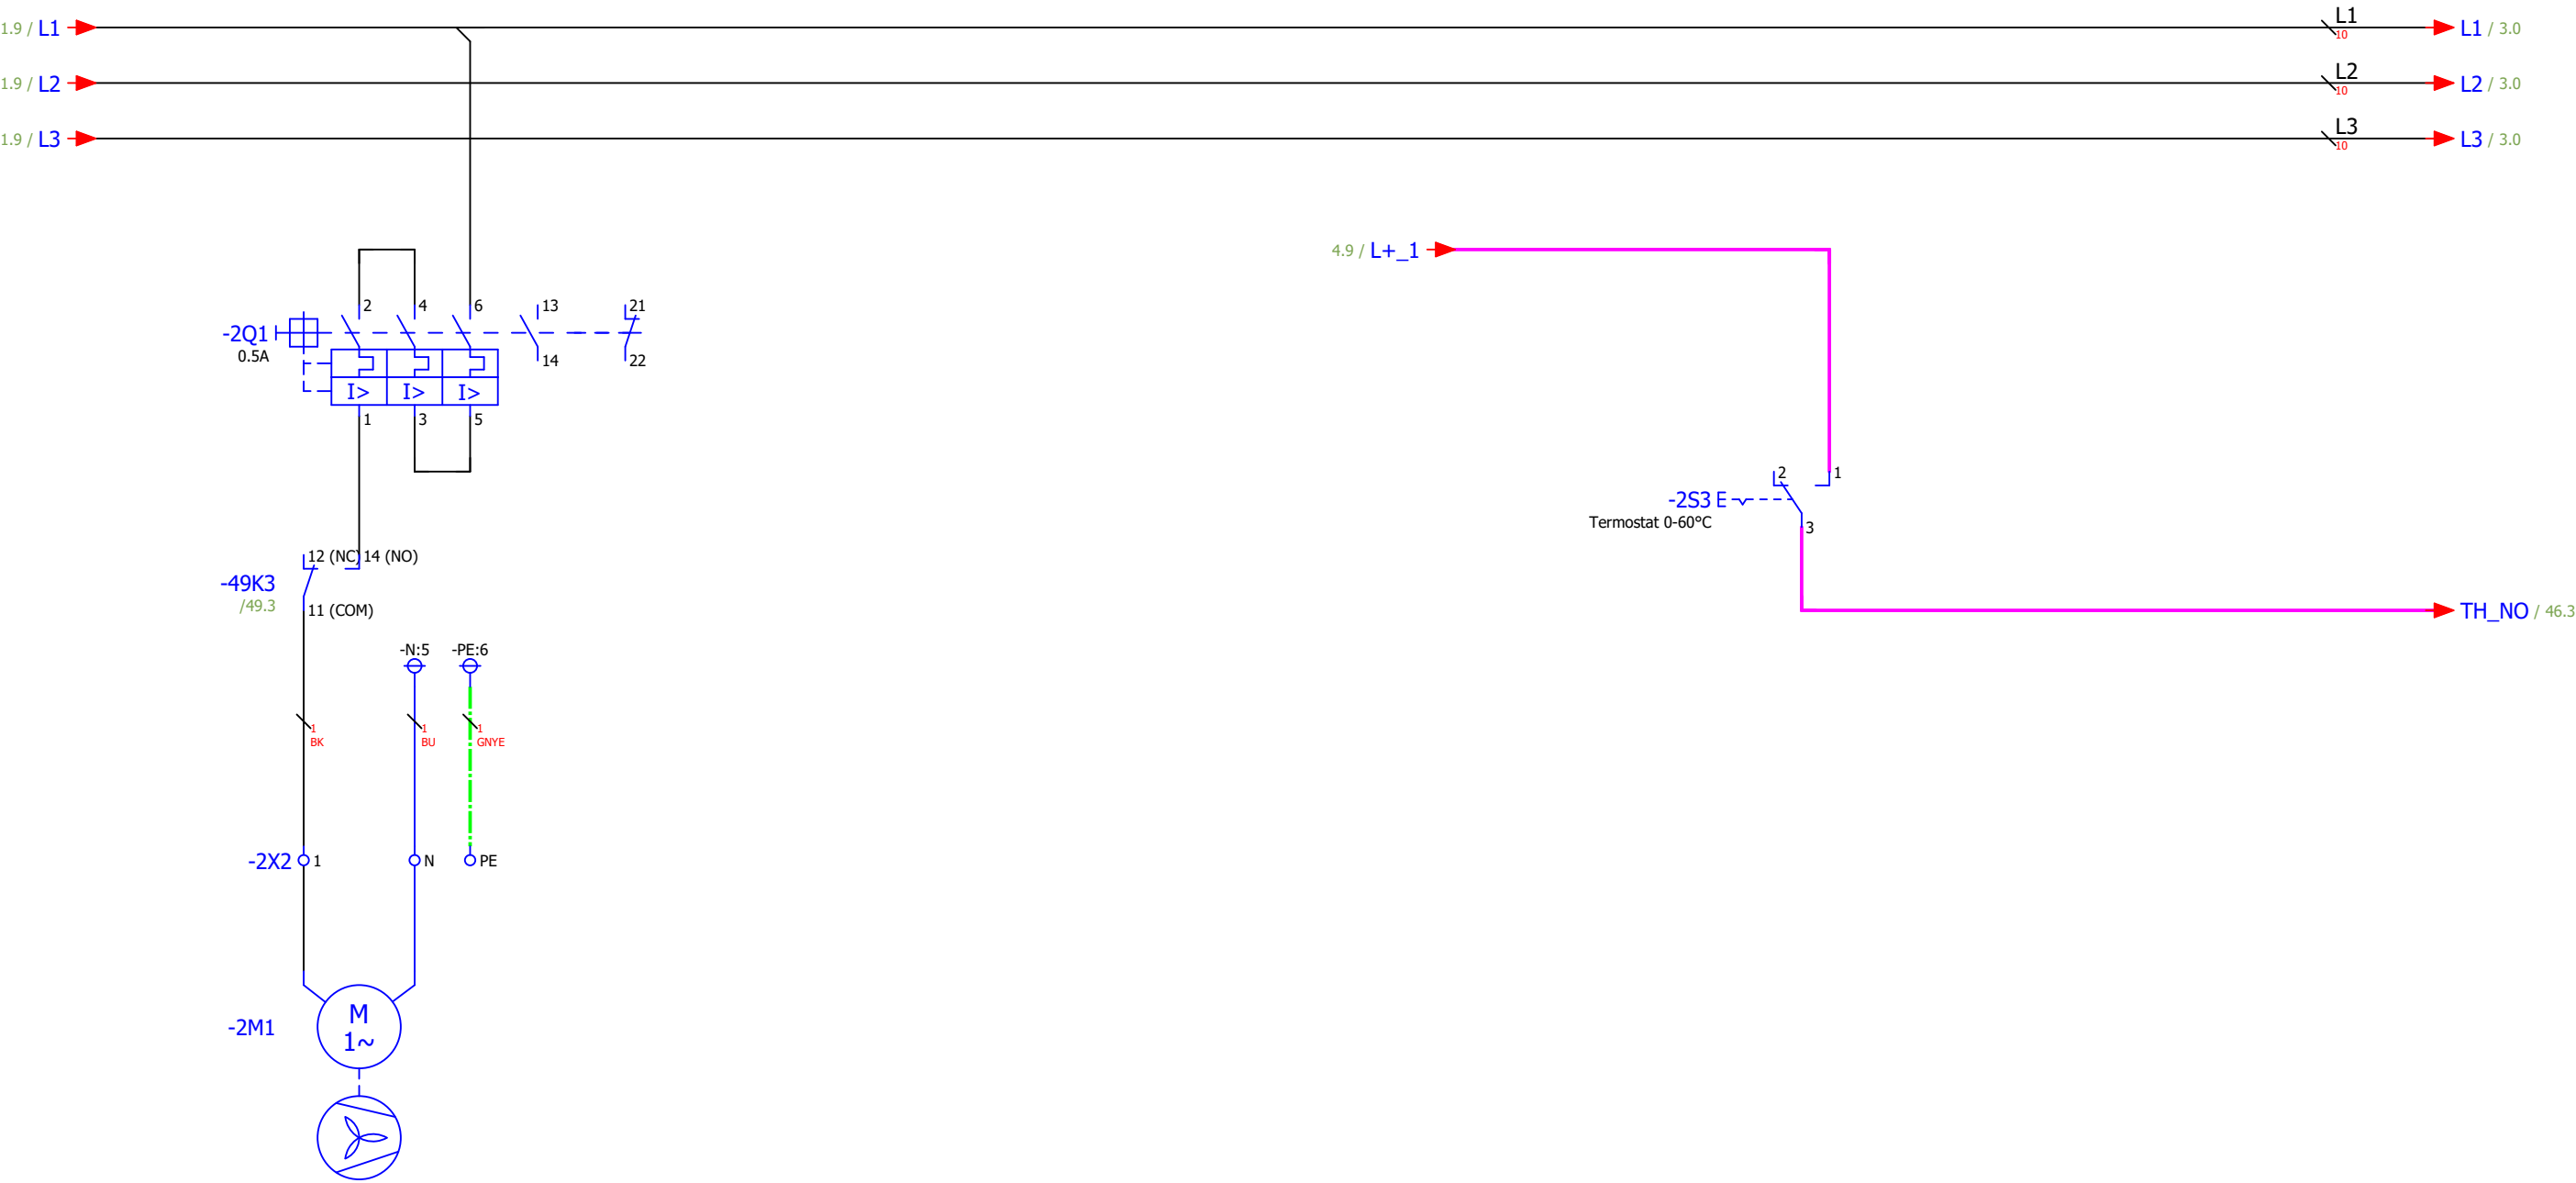 L1
1.9 / L1
10
L1 / 3.0
L2
1.9 / L2
10
L2 / 3.0
L3
1.9 / L3
10
L3 / 3.0
4.9 / L+_1
2 4 6 13 21
-2Q1
0.5A
14 22
I> I> I>
1 3 5
2 1
-2S3
Termostat 0-60°C
3
12 (NC) 14 (NO)
-49K3
/49.3
11 (COM)
TH_NO / 46.3
-N:5 -PE:6
1 1 1
BK BU GNYE
-2X2 1 N PE
-2M1
M
1~